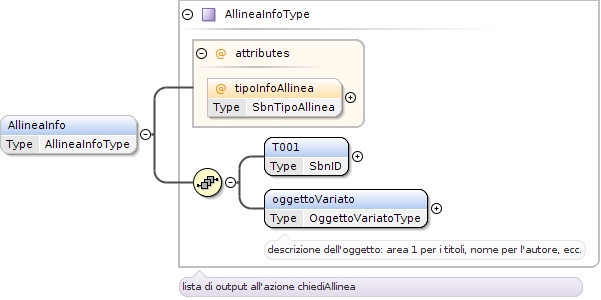 AllineaInfoType
@ attributes
@ tipoInfoAllinea
Type SbnTipoAllinea
AllineaInfo
Type AllineaInfoType
T001
Type SbnID
oggettoVariato
Type OggettoVariatoType
descrizione dell'oggetto: area 1 per i titoli, nome per l'autore, ecc.
lista di output all'azione chiediAllinea